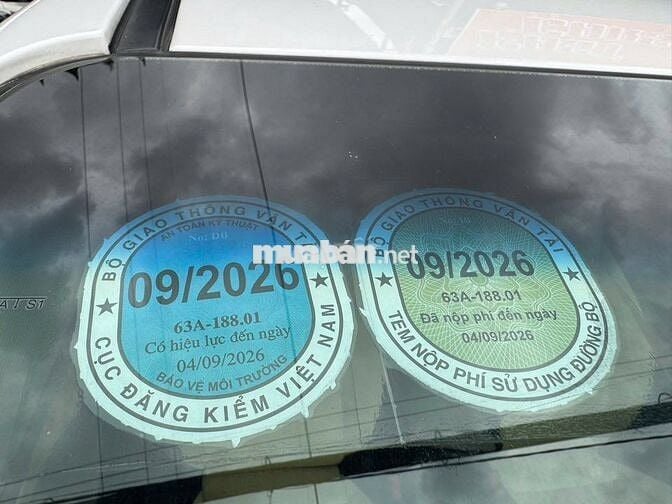 BỘ GIAO THÔNG VẬN TẢI
AN TOÀN KỸ THUẬT
09/2026
63A-188.01
Có hiệu lực đến ngày
04/09/2026
BẢO VỆ MÔI TRƯỜNG
CỤC ĐĂNG KIỂM VIỆT NAM
muaban.net
BỘ GIAO THÔNG VẬN TẢI
09/2026
63A-188.01
Đã nộp phí đến ngày
04/09/2026
TEM NỘP PHÍ SỬ DỤNG ĐƯỜNG BỘ